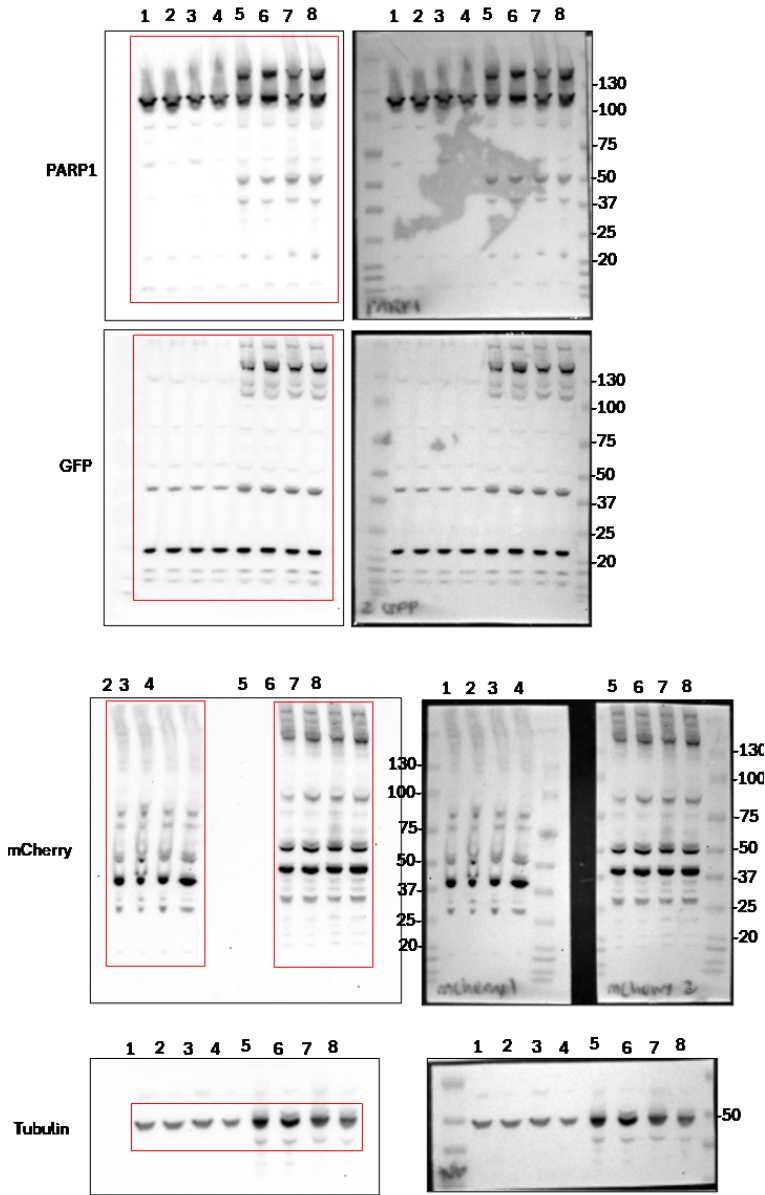 1 2 3 4 5 6 7 8
1 2 3 4 5 6 7 8
PARP1
-130
-100
-75
-50
-37
-25
-20
PARP1
GFP
-130
-100
-75
-50
-37
-25
-20
2 GFP
2 3 4
5 6 7 8
1 2 3 4
5 6 7 8
mCherry
130-
100-
75-
50-
37-
25-
20-
-130
-100
-75
-50
-37
-25
-20
mCherry 1
mCherry 2
1 2 3 4 5 6 7 8
1 2 3 4 5 6 7 8
Tubulin
-50